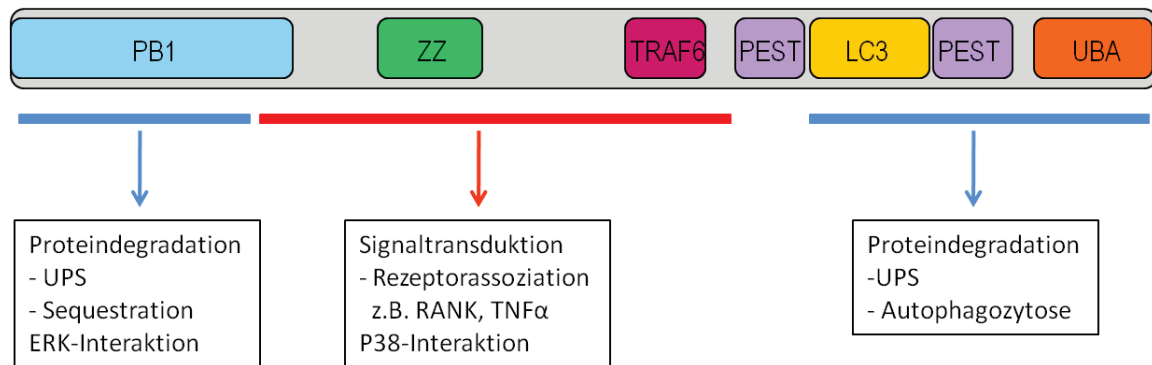 PB1 ZZ TRAF6 PEST LC3 PEST UBA
Proteindegradation
- UPS
- Sequestration
ERK-Interaktion
Signaltransduktion
- Rezeptorassoziation
z.B. RANK, TNFα
P38-Interaktion
Proteindegradation
-UPS
- Autophagozytose